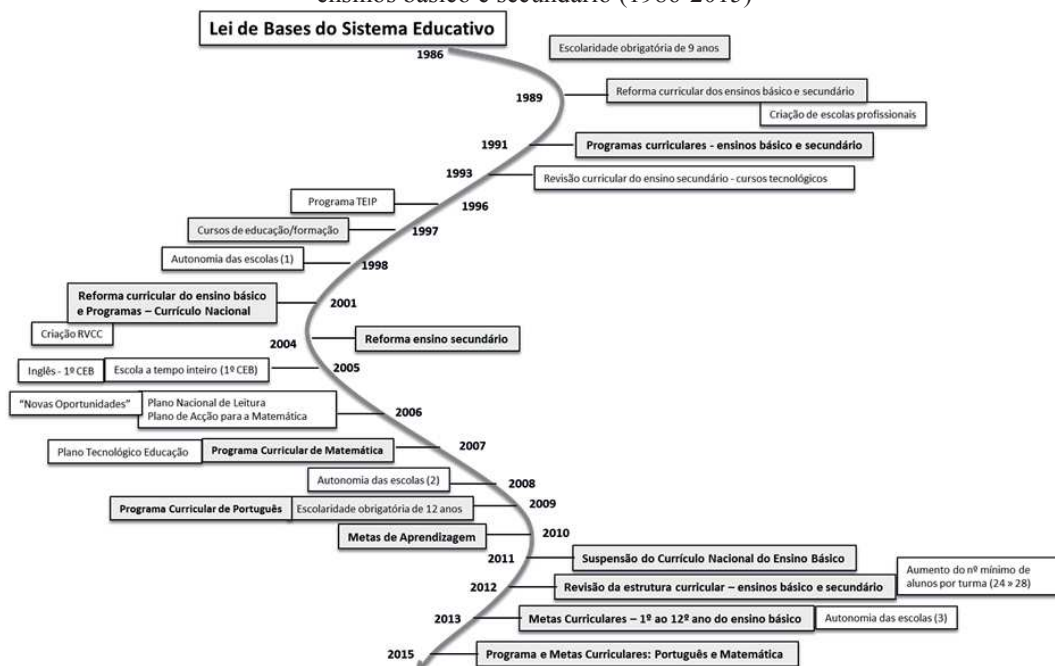 ensinos básico e secundário (1986-2015)
Lei de Bases do Sistema Educativo
1986
Escolaridade obrigatória de 9 anos
1989
Reforma curricular dos ensinos básico e secundário
Criação de escolas profissionais
1991
Programas curriculares - ensinos básico e secundário
1993
Revisão curricular do ensino secundário - cursos tecnológicos
Programa TEIP
1996
Cursos de educação/formação
1997
Autonomia das escolas (1)
1998
Reforma curricular do ensino básico
e Programas – Currículo Nacional
2001
Criação RVCC
2004
Reforma ensino secundário
Inglês - 1º CEB
Escola a tempo inteiro (1º CEB)
2005
“Novas Oportunidades”
Plano Nacional de Leitura
Plano de Acção para a Matemática
2006
Plano Tecnológico Educação
Programa Curricular de Matemática
2007
Autonomia das escolas (2)
2008
Programa Curricular de Português
Escolaridade obrigatória de 12 anos
2009
Metas de Aprendizagem
2010
2011
Suspensão do Currículo Nacional do Ensino Básico
2012
Revisão da estrutura curricular – ensinos básico e secundário
Aumento do nº mínimo de
alunos por turma (24 » 28)
2013
Metas Curriculares – 1º ao 12º ano do ensino básico
Autonomia das escolas (3)
2015
Programa e Metas Curriculares: Português e Matemática